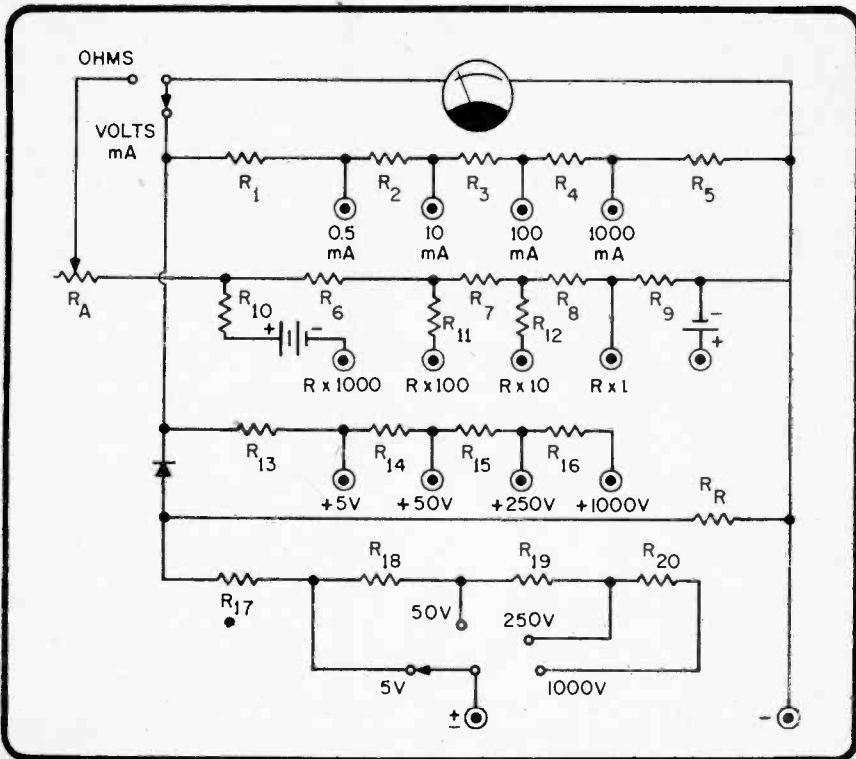 OHMS
VOLTS
mA
R1 R2 R3 R4 R5
0.5 mA
10 mA
100 mA
1000 mA
RA R10 R6 R11 R7 R12 R8 R9
+ -
-
+
R x 1000 R x 100 R x 10 R x 1
R13 R14 R15 R16
+5V +50V +250V +1000V
RR
R17 R18 R19 R20
50V 250V
5V 1000V
± -